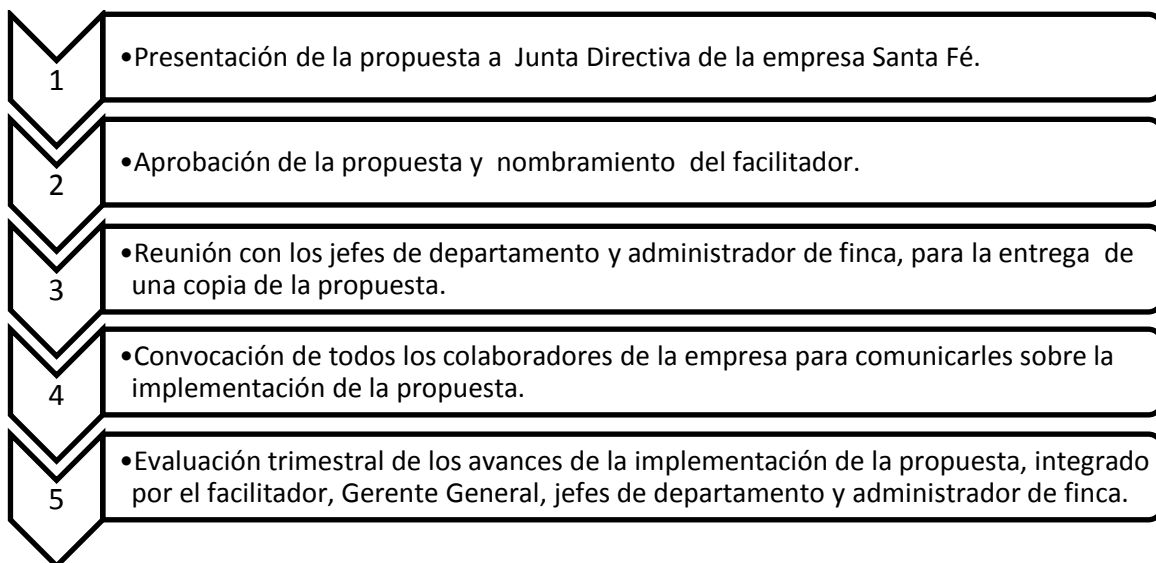 1
•Presentación de la propuesta a Junta Directiva de la empresa Santa Fé.
2
•Aprobación de la propuesta y nombramiento del facilitador.
3
•Reunión con los jefes de departamento y administrador de finca, para la entrega de
una copia de la propuesta.
4
•Convocación de todos los colaboradores de la empresa para comunicarles sobre la
implementación de la propuesta.
5
•Evaluación trimestral de los avances de la implementación de la propuesta, integrado
por el facilitador, Gerente General, jefes de departamento y administrador de finca.